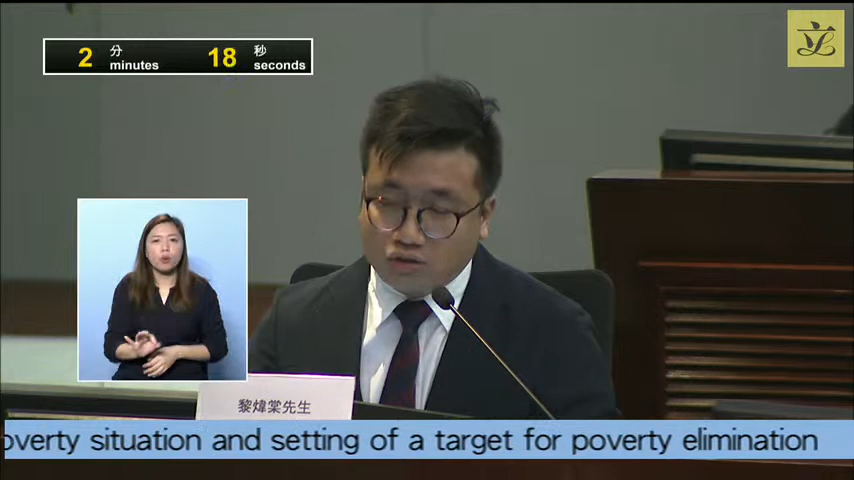 2 分 minutes 18 秒 seconds
黎煒棠先生
overty situation and setting of a target for poverty elimination